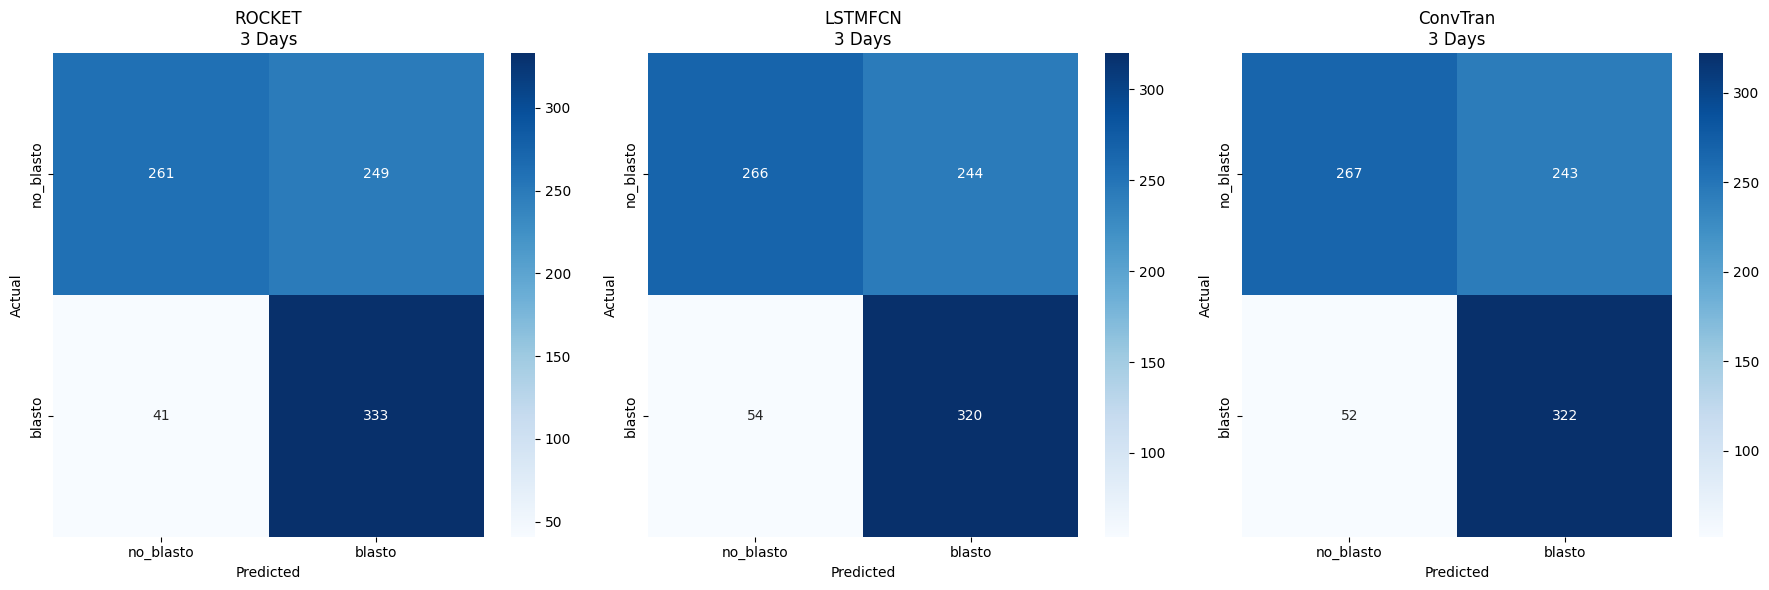 ROCKET
3 Days
Actual
no_blasto
blasto
261
249
41
333
no_blasto
blasto
Predicted
300
250
200
150
100
50
LSTMFCN
3 Days
Actual
no_blasto
blasto
266
244
54
320
no_blasto
blasto
Predicted
300
250
200
150
100
ConvTran
3 Days
Actual
no_blasto
blasto
267
243
52
322
no_blasto
blasto
Predicted
300
250
200
150
100